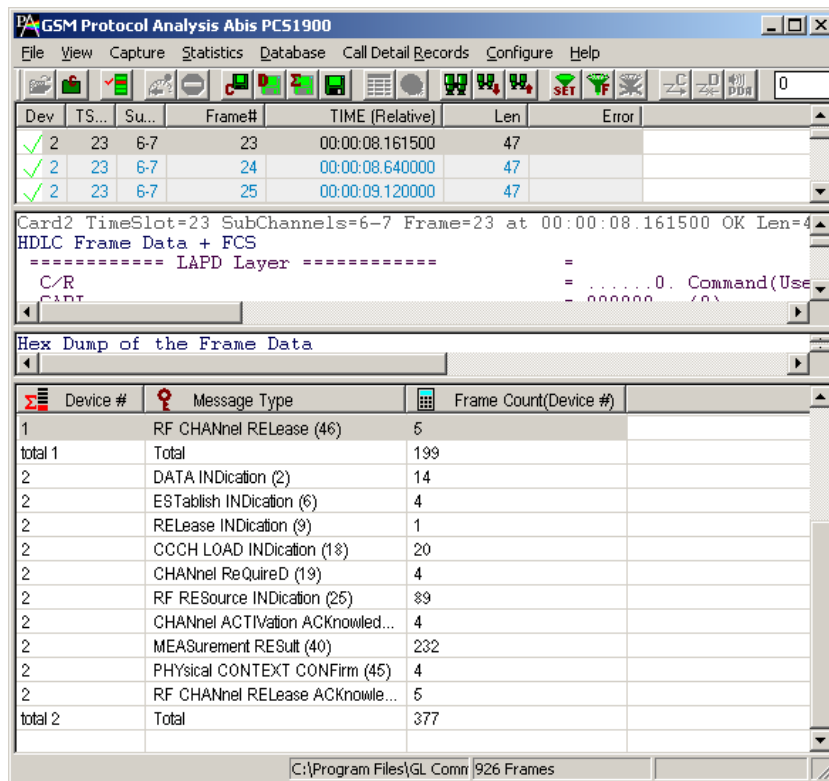 GSM Protocol Analysis Abis PCS1900
File View Capture Statistics Database Call Detail Records Configure Help
SET F 0
Dev TS... Su... Frame# TIME (Relative) Len Error
2 23 6-7 23 00:00:08.161500 47
2 23 6-7 24 00:00:08.640000 47
2 23 6-7 25 00:00:09.120000 47
Card2 TimeSlot=23 SubChannels=6-7 Frame=23 at 00:00:08.161500 OK Len=4
HDLC Frame Data + FCS
============ LAPD Layer ============ =
C/R = ......0. Command(Use
Hex Dump of the Frame Data
Device # Message Type Frame Count(Device #)
1 RF CHANnel RELease (46) 5
total 1 Total 199
2 DATA INDication (2) 14
2 ESTablish INDication (6) 4
2 RELease INDication (9) 1
2 CCCH LOAD INDication (18) 20
2 CHANnel ReQuireD (19) 4
2 RF RESource INDication (25) 89
2 CHANnel ACTIVation ACKnowled... 4
2 MEASurement RESult (40) 232
2 PHYsical CONTEXT CONFirm (45) 4
2 RF CHANnel RELease ACKnowle... 5
total 2 Total 377
C:\Program Files\GL Comm 926 Frames